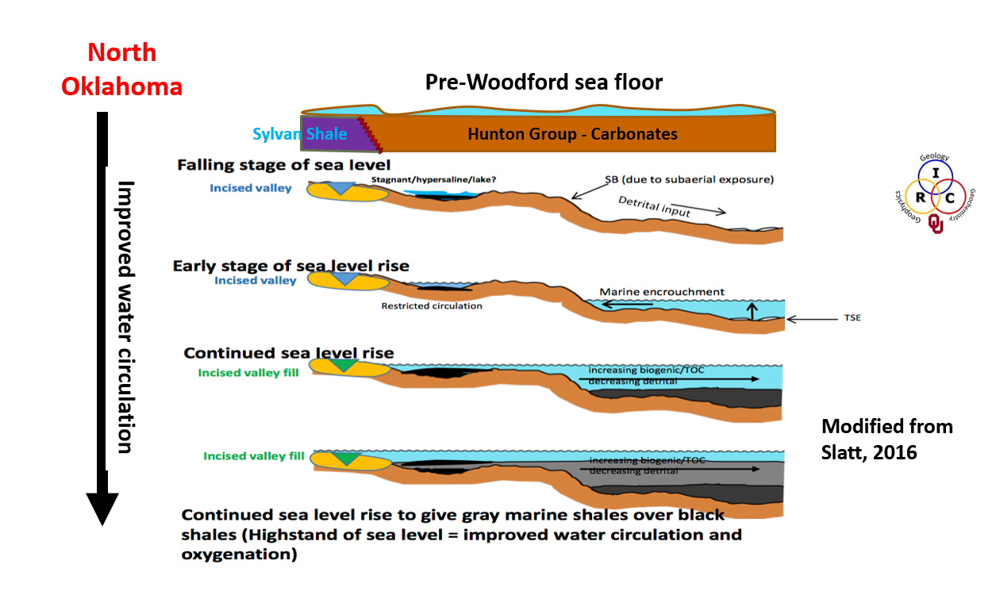 North
Oklahoma
Pre-Woodford sea floor
Sylvan Shale
Hunton Group - Carbonates
Falling stage of sea level
Stagnant/hypersaline/lake?
SB (due to subaerial exposure)
Incised valley
Detrital input
Geology
I
R
C
Geophysics
Geochemistry
OU
Improved water circulation
Early stage of sea level rise
Incised valley
Marine encrouchment
Restricted circulation
TSE
Continued sea level rise
Incised valley fill
increasing biogenic/TOC
decreasing detrital
Modified from
Slatt, 2016
Incised valley fill
increasing biogenic/TOC
decreasing detrital
Continued sea level rise to give gray marine shales over black
shales (Highstand of sea level = improved water circulation and
oxygenation)